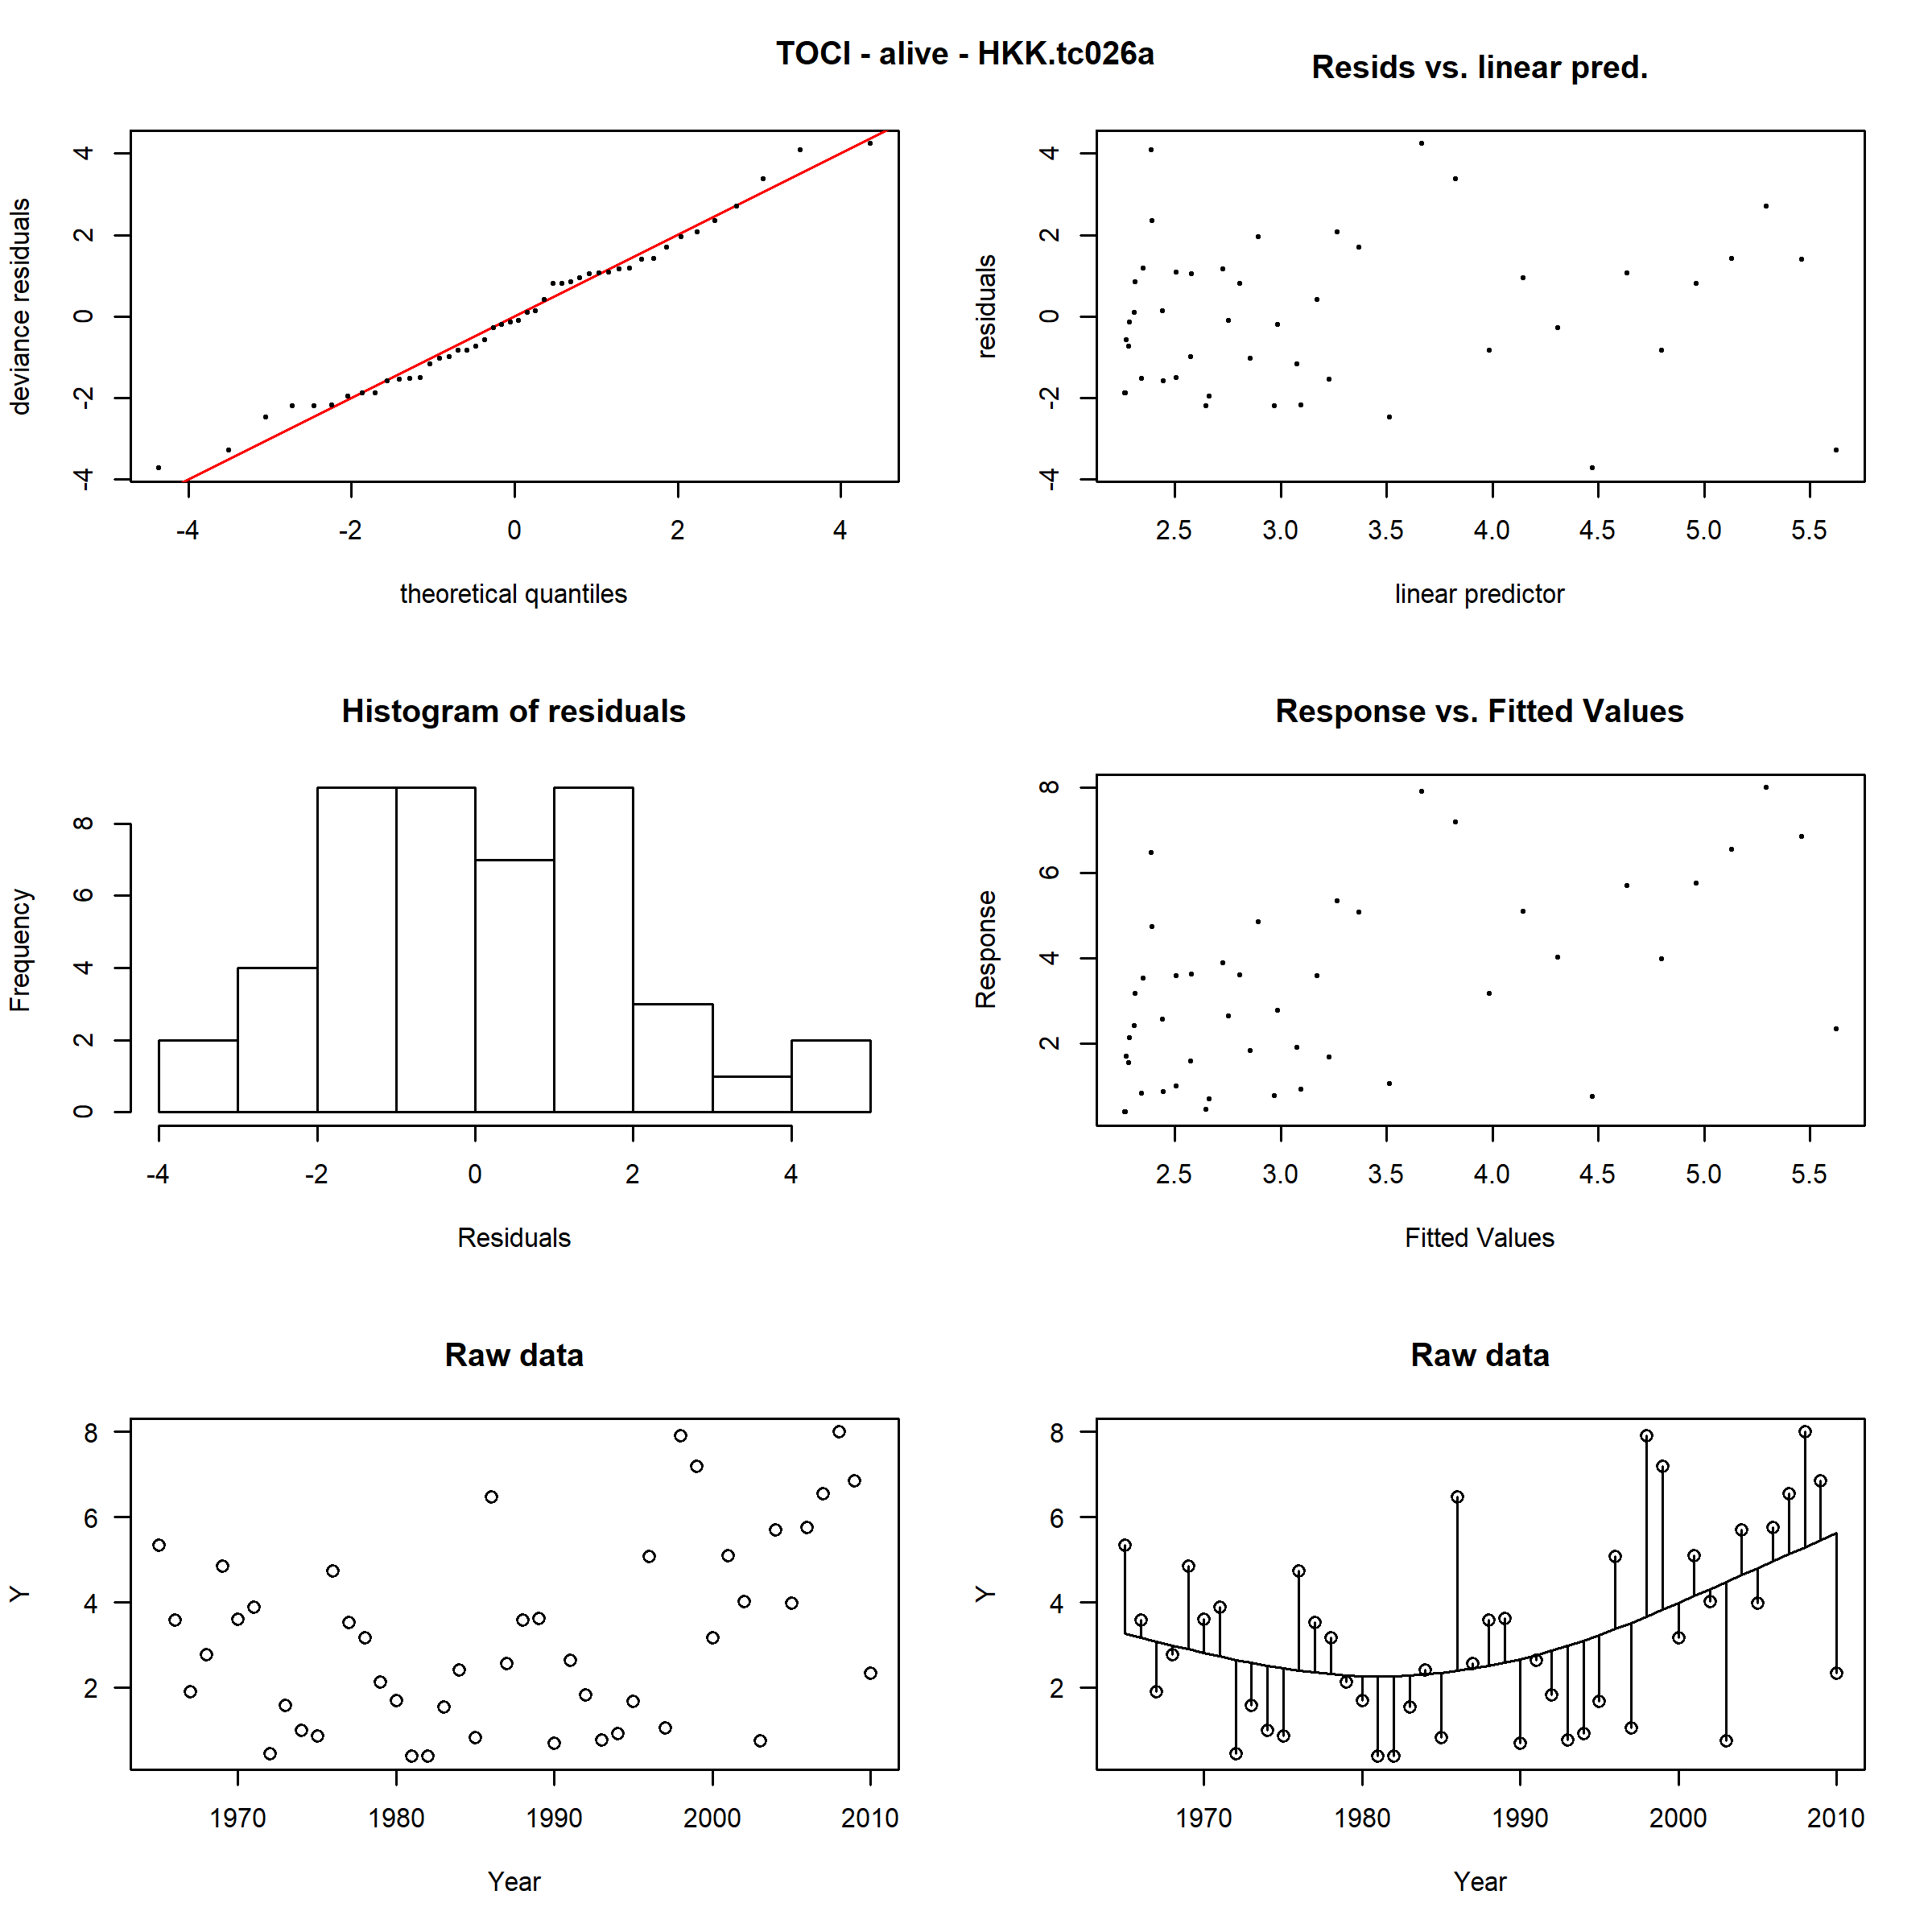 TOCI - alive - HKK.tc026a
Resids vs. linear pred.
deviance residuals
4
2
0
-2
-4
-4 -2 0 2 4
theoretical quantiles
residuals
4
2
0
-2
-4
2.5 3.0 3.5 4.0 4.5 5.0 5.5
linear predictor
Histogram of residuals
Frequency
8
6
4
2
0
-4 -2 0 2 4
Residuals
Response vs. Fitted Values
Response
8
6
4
2
2.5 3.0 3.5 4.0 4.5 5.0 5.5
Fitted Values
Raw data
Y
8
6
4
2
1970 1980 1990 2000 2010
Year
Raw data
Y
8
6
4
2
1970 1980 1990 2000 2010
Year